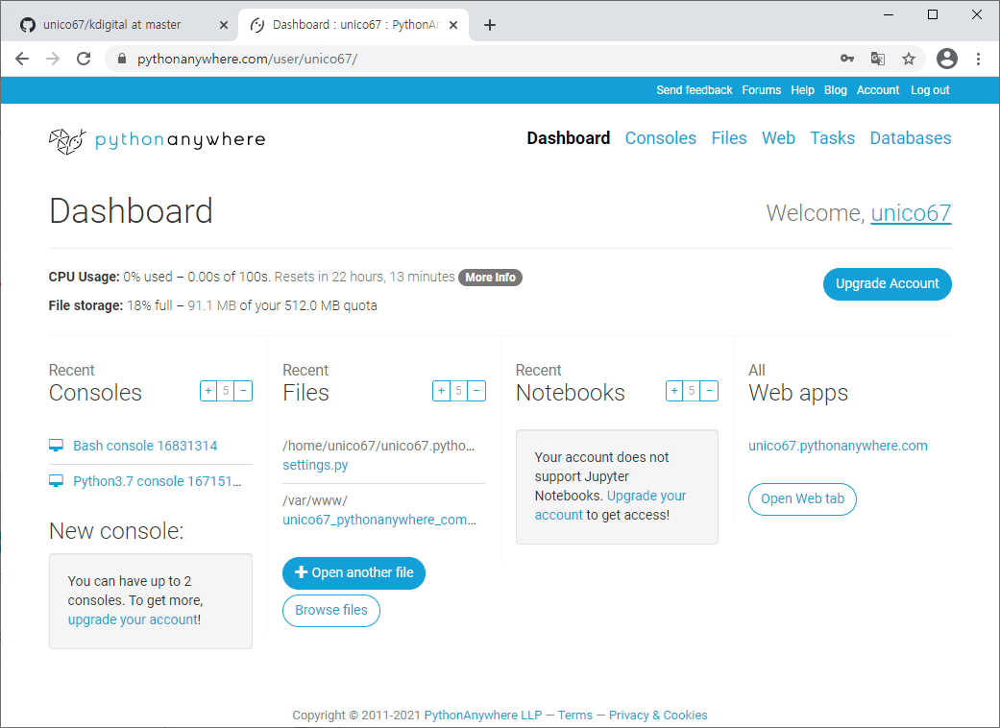 unico67/kdigital at master
Dashboard : unico67 : PythonAn
pythonanywhere.com/user/unico67/
Send feedback Forums Help Blog Account Log out
pythonanywhere
Dashboard Consoles Files Web Tasks Databases
Dashboard
Welcome, unico67
CPU Usage: 0% used – 0.00s of 100s. Resets in 22 hours, 13 minutes More Info
Upgrade Account
File storage: 18% full – 91.1 MB of your 512.0 MB quota
Recent
Consoles
+ 5 −
Bash console 16831314
Python3.7 console 167151…
New console:
You can have up to 2
consoles. To get more,
upgrade your account!
Recent
Files
+ 5 −
/home/unico67/unico67.pytho…
settings.py
/var/www/
unico67_pythonanywhere_com…
+ Open another file
Browse files
Recent
Notebooks
+ 5 −
Your account does not
support Jupyter
Notebooks. Upgrade your
account to get access!
All
Web apps
unico67.pythonanywhere.com
Open Web tab
Copyright © 2011-2021 PythonAnywhere LLP — Terms — Privacy & Cookies